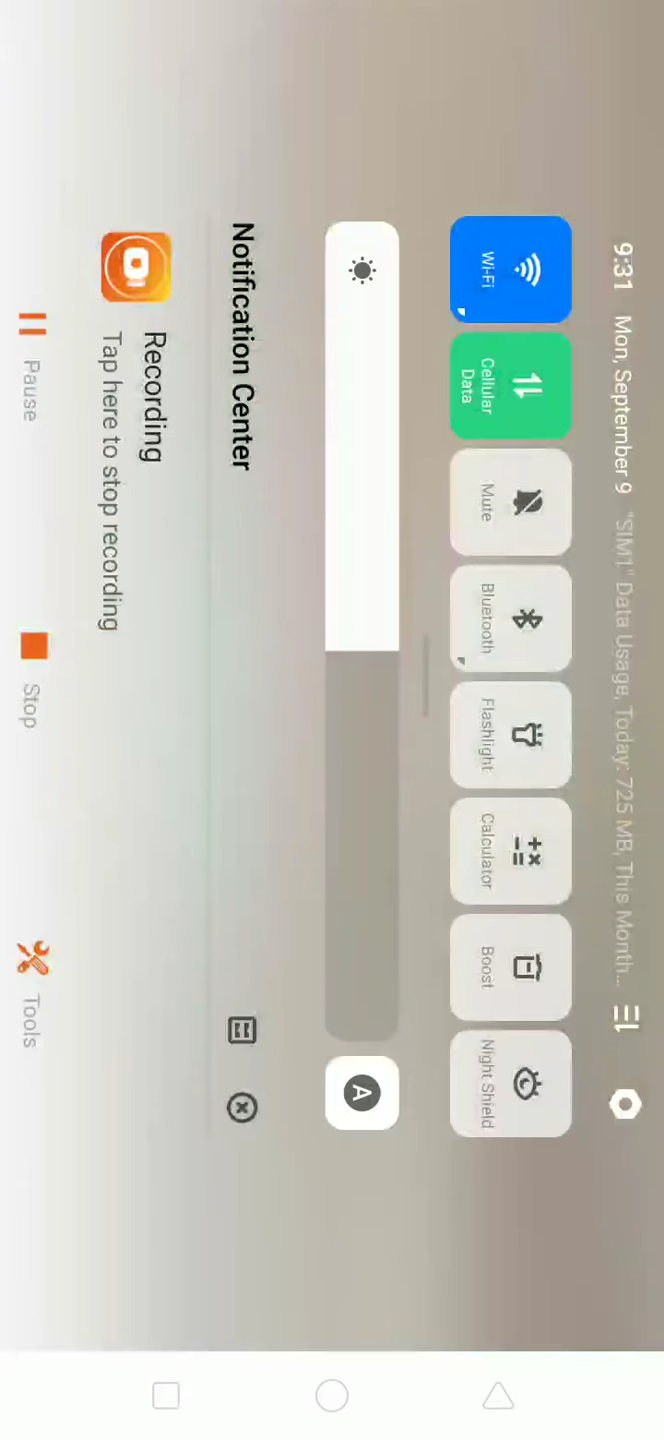 9:31 Mon, September 9 "SIM1" Data Usage, Today: 725 MB, This Month...
Wi-Fi
Cellular
Data
Mute
Bluetooth
Flashlight
Calculator
Boost
Night Shield
A
Notification Center
Recording
Tap here to stop recording
Pause
Stop
Tools